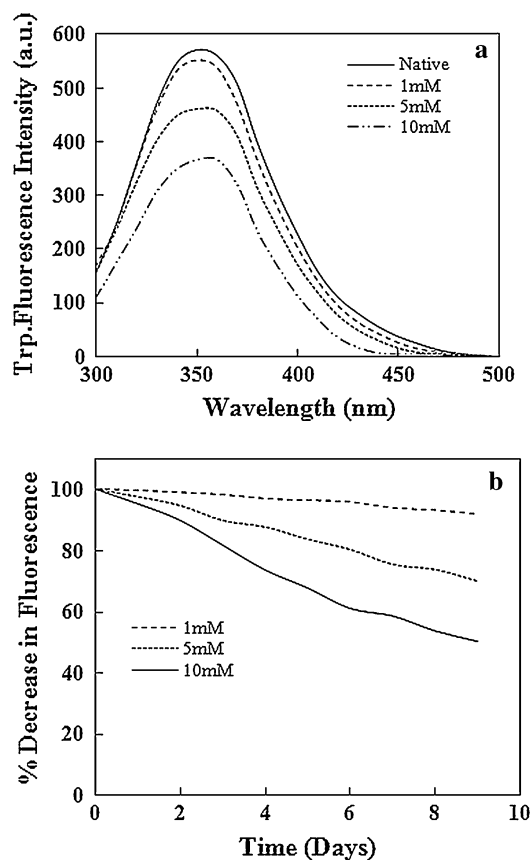 a
Trp.Fluorescence Intensity (a.u.)
600
500
400
300
200
100
0
Native
1mM
5mM
10mM
300
350
400
450
500
Wavelength (nm)
b
% Decrease in Fluorescence
100
80
60
40
20
0
1mM
5mM
10mM
0
2
4
6
8
10
Time (Days)